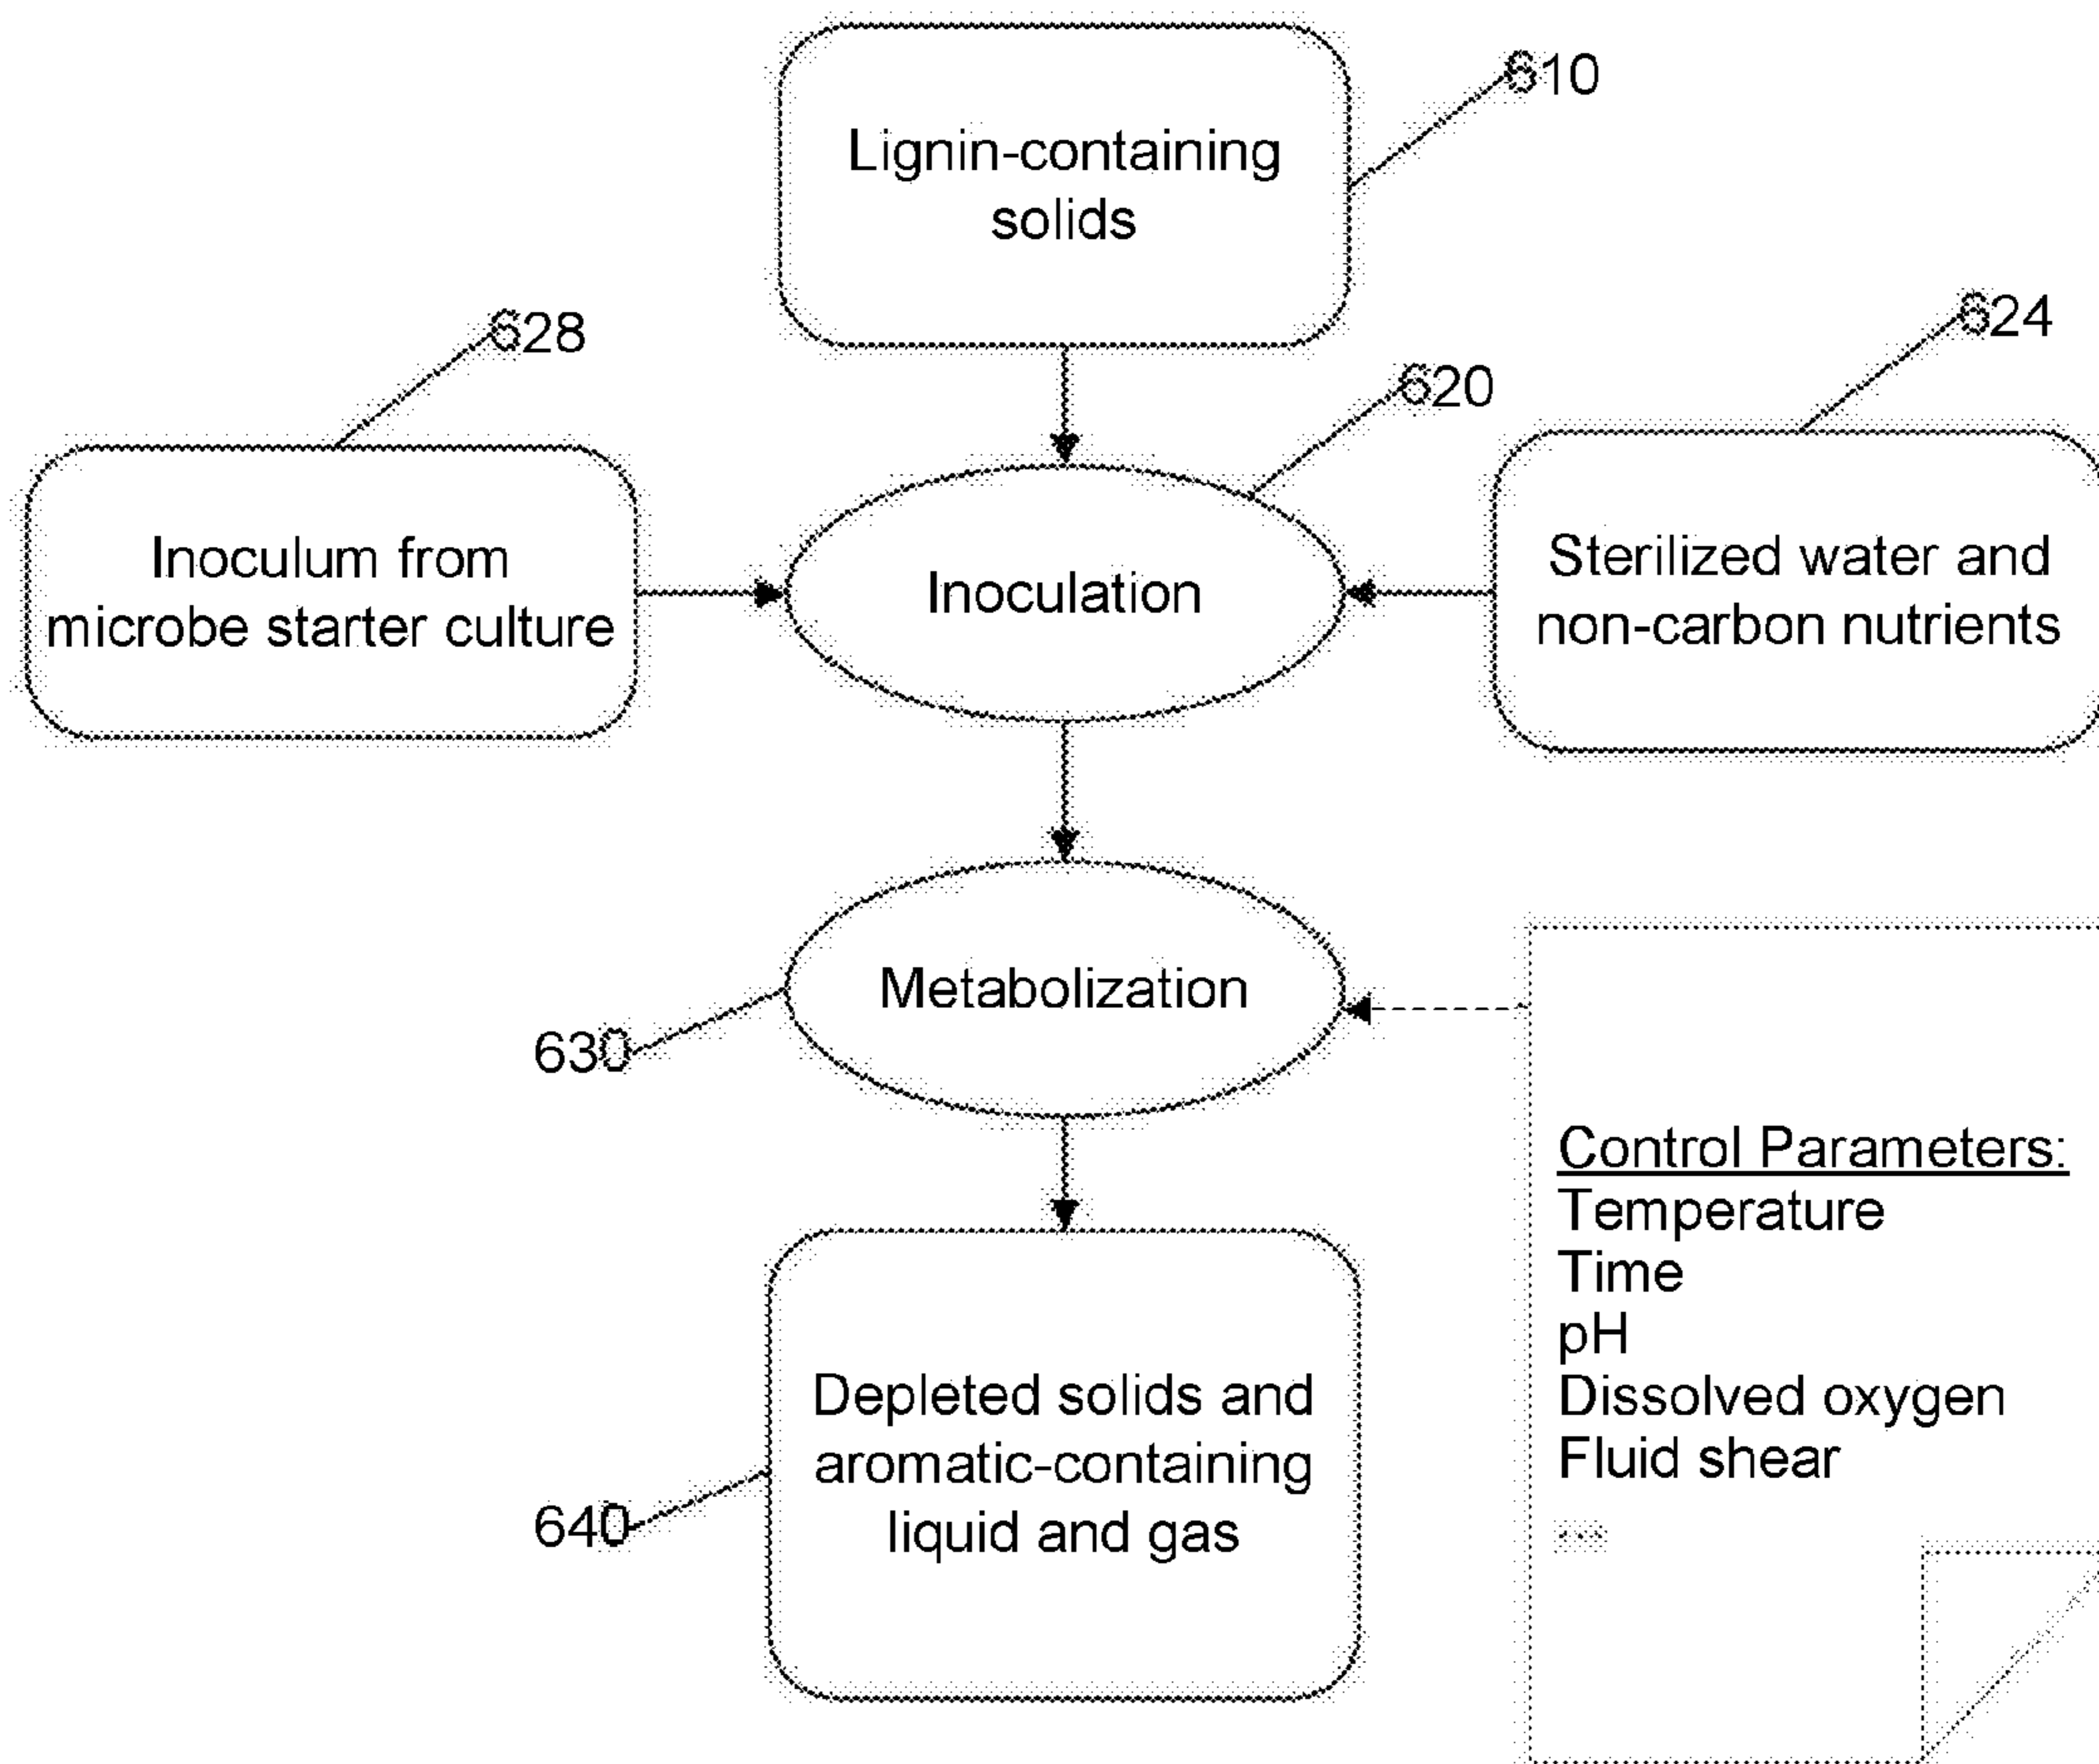 610
Lignin-containing
solids
628
624
620
Inoculum from
microbe starter culture
Inoculation
Sterilized water and
non-carbon nutrients
Metabolization
630
Control Parameters:
Temperature
Time
pH
Dissolved oxygen
Fluid shear
...
Depleted solids and
aromatic-containing
liquid and gas
640